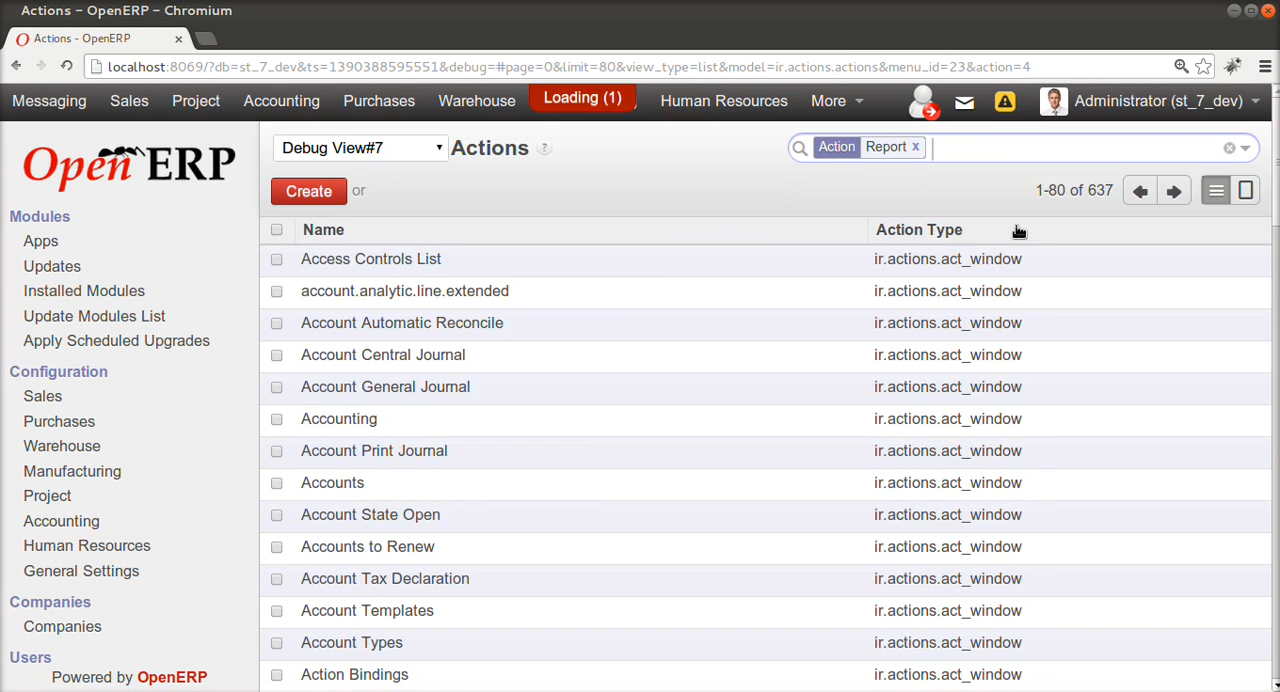 Actions - OpenERP - Chromium
Actions - OpenERP x
localhost:8069/?db=st_7_dev&ts=1390388595551&debug=#page=0&limit=80&view_type=list&model=ir.actions.actions&menu_id=23&action=4
Messaging Sales Project Accounting Purchases Warehouse Loading (1) Human Resources More Administrator (st_7_dev)
OpenERP
Debug View#7 Actions ? Action Report x
Create or 1-80 of 637
Modules
Apps
Updates
Installed Modules
Update Modules List
Apply Scheduled Upgrades
Configuration
Sales
Purchases
Warehouse
Manufacturing
Project
Accounting
Human Resources
General Settings
Companies
Companies
Users
Powered by OpenERP
Name Action Type
Access Controls List ir.actions.act_window
account.analytic.line.extended ir.actions.act_window
Account Automatic Reconcile ir.actions.act_window
Account Central Journal ir.actions.act_window
Account General Journal ir.actions.act_window
Accounting ir.actions.act_window
Account Print Journal ir.actions.act_window
Accounts ir.actions.act_window
Account State Open ir.actions.act_window
Accounts to Renew ir.actions.act_window
Account Tax Declaration ir.actions.act_window
Account Templates ir.actions.act_window
Account Types ir.actions.act_window
Action Bindings ir.actions.act_window